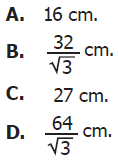 A. 16 cm.
B. 32/√3 cm.
C. 27 cm.
D. 64/√3 cm.